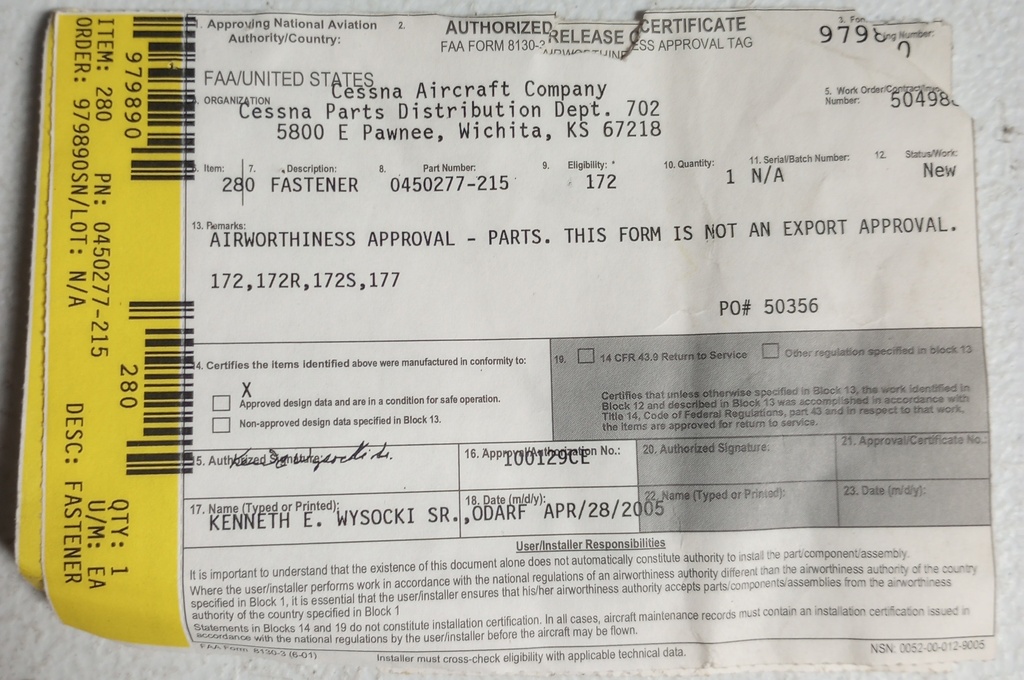 1. Approving National Aviation
Authority/Country:
2.
AUTHORIZED RELEASE CERTIFICATE
FAA FORM 8130-3
ESS APPROVAL TAG
FAA/UNITED STATES
ORGANIZATION
Cessna Aircraft Company
Cessna Parts Distribution Dept. 702
5800 E Pawnee, Wichita, KS 67218
5. Work Order/Contract/
Number:
Item:
280
7. Description:
FASTENER
8. Part Number:
0450277-215
9. Eligibility: *
172
10. Quantity:
1
11. Serial/Batch Number:
N/A
12. Status/Work:
New
13. Remarks:
AIRWORTHINESS APPROVAL - PARTS. THIS FORM IS NOT AN EXPORT APPROVAL.
172,172R,172S,177
PO# 50356
14. Certifies the items identified above were manufactured in conformity to:
X
Approved design data and are in a condition for safe operation.
Non-approved design data specified in Block 13.
19. 14 CFR 43.9 Return to Service
Other regulation specified in block 13
Certifies that unless otherwise specified in Block 13, the work identified in
Block 12 and described in Block 13 was accomplished in accordance with
Title 14, Code of Federal Regulations, part 43 and in respect to that work,
the items are approved for return to service.
15. Authorized Signature:
16. Approval/Authorization No.:
100129CE
20. Authorized Signature:
21. Approval/Certificate No.:
17. Name (Typed or Printed):
KENNETH E. WYSOCKI SR.,ODARF
18. Date (m/d/y):
APR/28/2005
22. Name (Typed or Printed):
23. Date (m/d/y):
User/Installer Responsibilities
It is important to understand that the existence of this document alone does not automatically constitute authority to install the part/component/assembly.
Where the user/installer performs work in accordance with the national regulations of an airworthiness authority different than the airworthiness authority of the country
specified in Block 1, it is essential that the user/installer ensures that his/her airworthiness authority accepts parts/components/assemblies from the airworthiness
authority of the country specified in Block 1
Statements in Blocks 14 and 19 do not constitute installation certification. In all cases, aircraft maintenance records must contain an installation certification issued in
accordance with the national regulations by the user/installer before the aircraft may be flown.
FAA Form 8130-3 (6-01)
Installer must cross-check eligibility with applicable technical data.
NSN: 0052-00-012-9005
979890
280
ITEM: 280 PN: 0450277-215 QTY: 1
U/M: EA
ORDER: 979890SN/LOT: N/A DESC: FASTENER